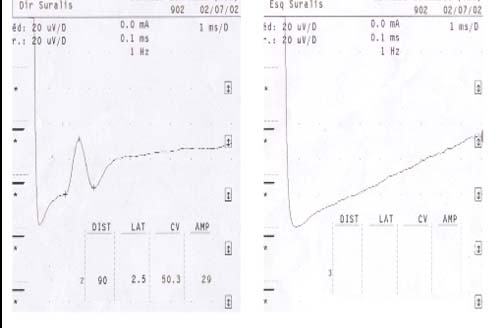 Dir Suralis
902 02/07/02
éd: 20 uV/D 0.0 mA 1 ms/D
r.: 20 uV/D 0.1 ms
1 Hz
DIST LAT CV AMP
2 90 2.5 50.3 29
Esq Suralis
902 02/07/02
éd: 20 uV/D 0.0 mA 1 ms/D
r.: 20 uV/D 0.1 ms
1 Hz
DIST LAT CV AMP
3